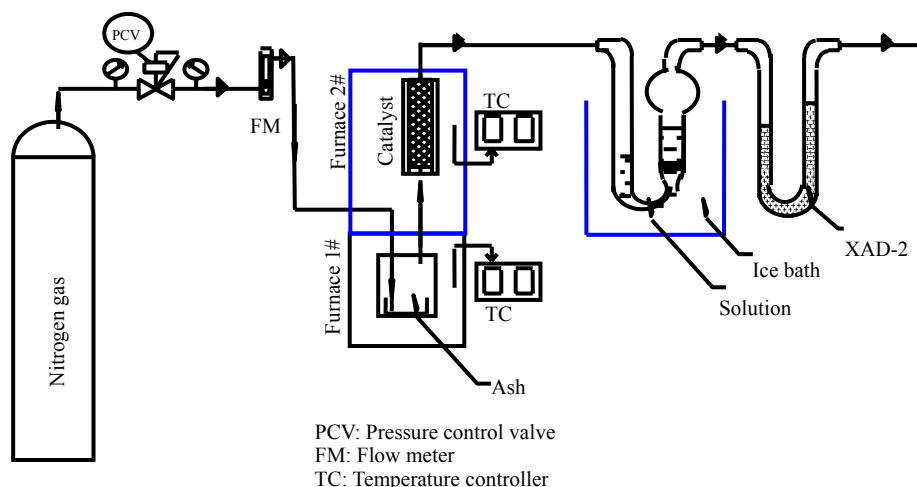 PCV
FM
Nitrogen gas
Furnace 2#
Catalyst
TC
Furnace 1#
TC
Ash
Solution
Ice bath
XAD-2
PCV: Pressure control valve
FM: Flow meter
TC: Temperature controller